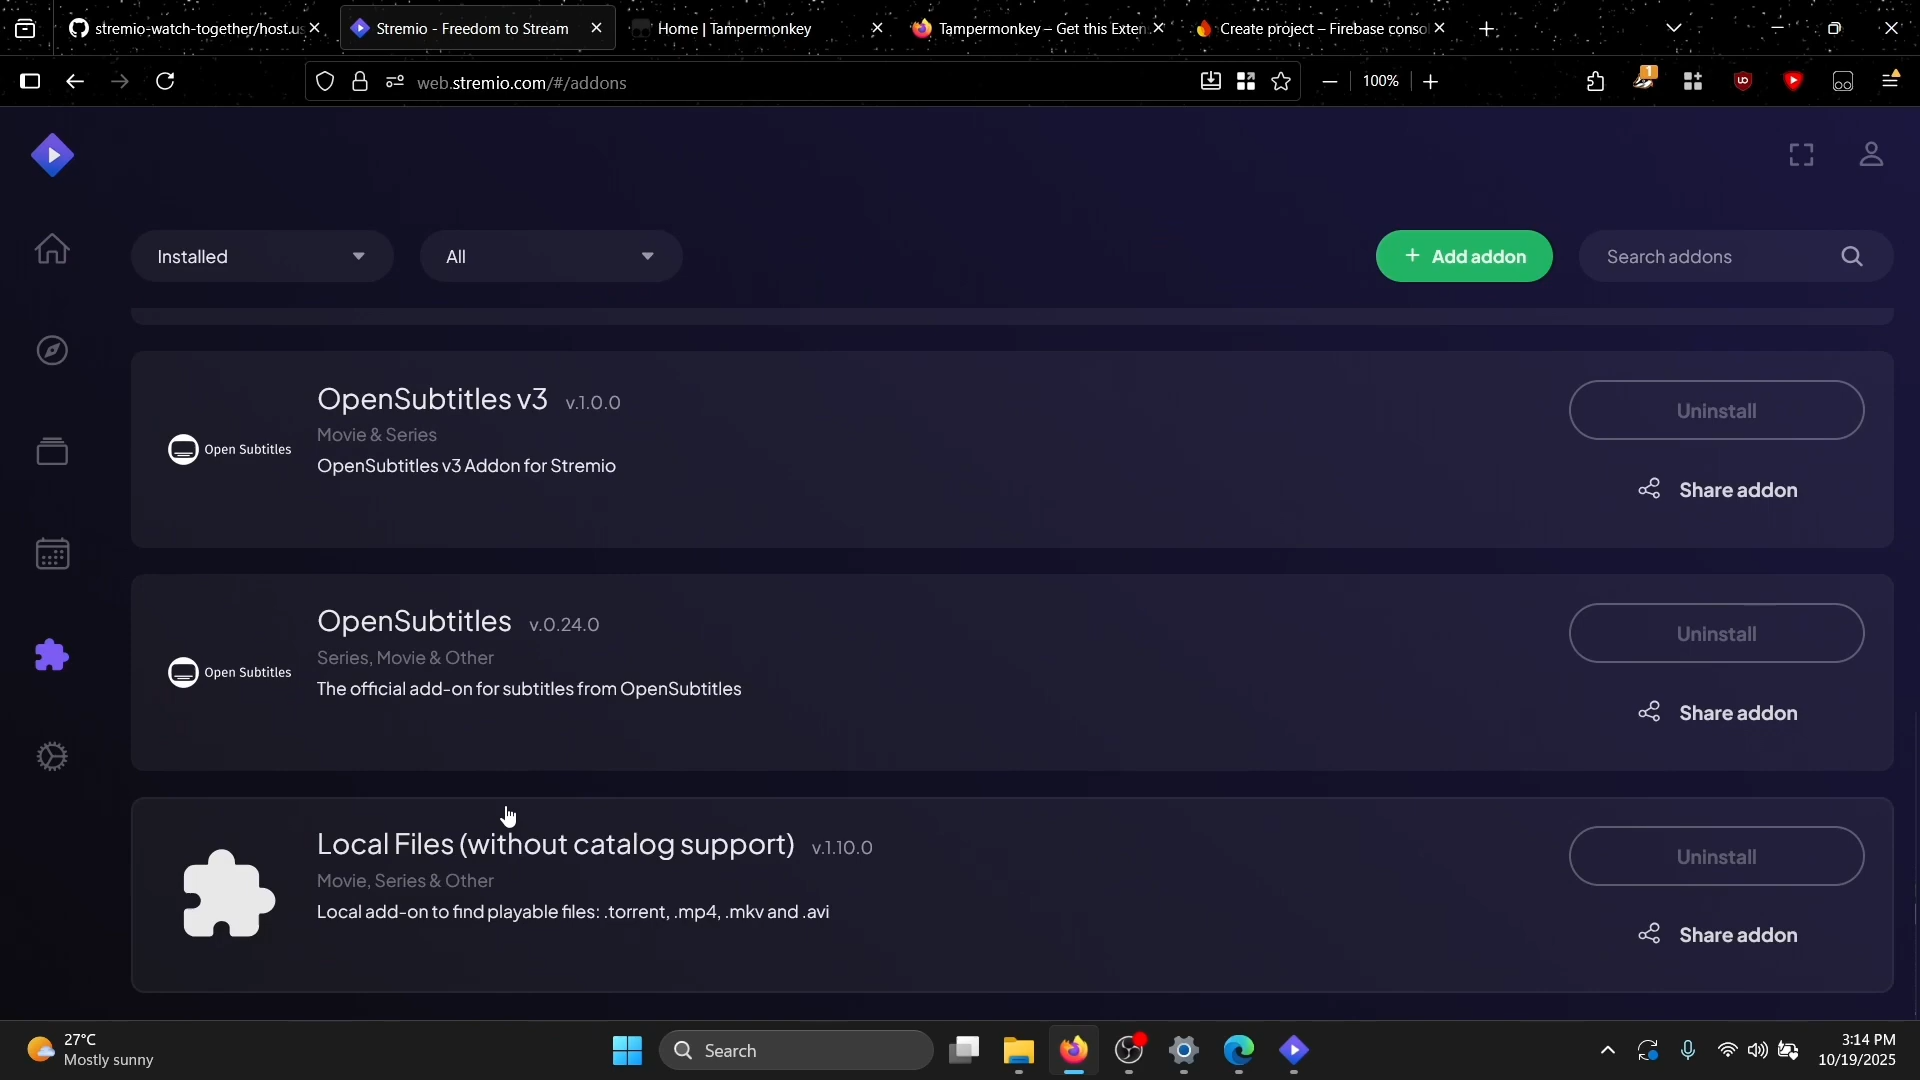 stremio-watch-together/host.us
Stremio - Freedom to Stream
Home | Tampermonkey
Tampermonkey – Get this Exten
Create project – Firebase conso
web.stremio.com/#/addons
100%
1
Installed
All
+ Add addon
Search addons
OpenSubtitles v3 v.1.0.0
Movie & Series
OpenSubtitles v3 Addon for Stremio
Open Subtitles
Uninstall
Share addon
OpenSubtitles v.0.24.0
Series, Movie & Other
The official add-on for subtitles from OpenSubtitles
Open Subtitles
Uninstall
Share addon
Local Files (without catalog support) v.1.10.0
Movie, Series & Other
Local add-on to find playable files: .torrent, .mp4, .mkv and .avi
Uninstall
Share addon
27°C
Mostly sunny
Search
3:14 PM
10/19/2025